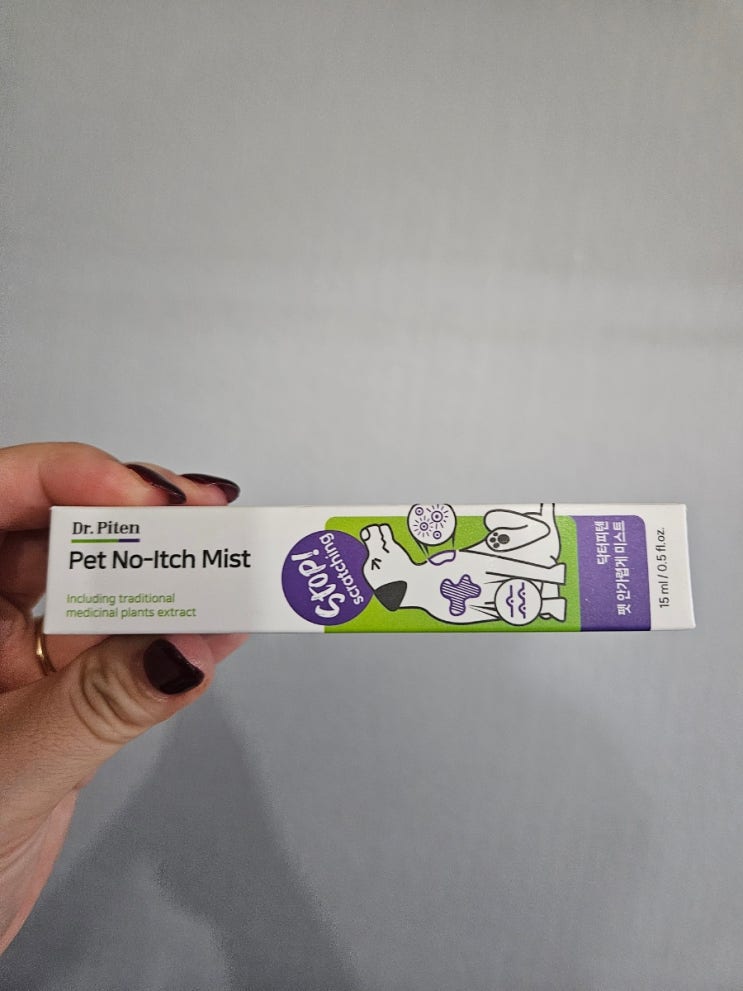 Dr. Piten
Pet No-Itch Mist
Including traditional
medicinal plants extract
Stop!
scratching
닥터피텐
펫 안가렵게 미스트
15 ml / 0.5 fl.oz.